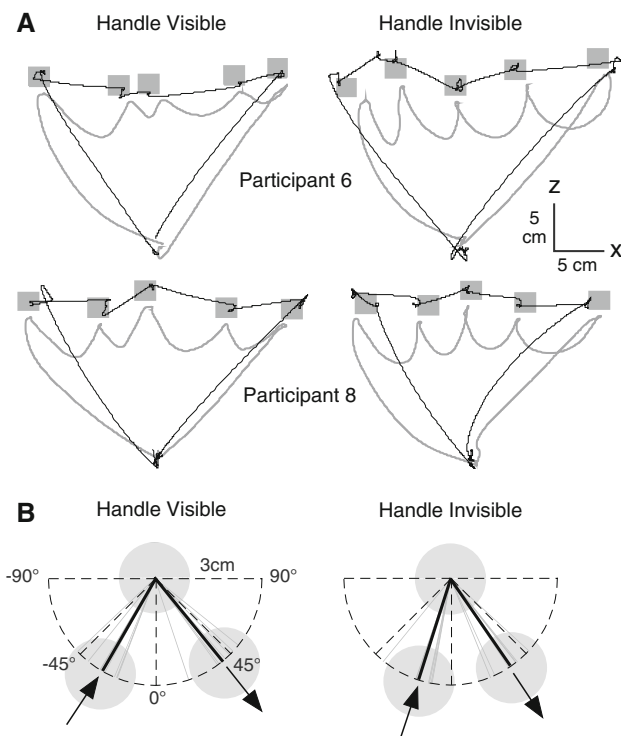 A
Handle Visible
Handle Invisible
Participant 6
z
5
cm
x
5 cm
Participant 8
B
Handle Visible
Handle Invisible
-90°
3cm
90°
-45°
45°
0°